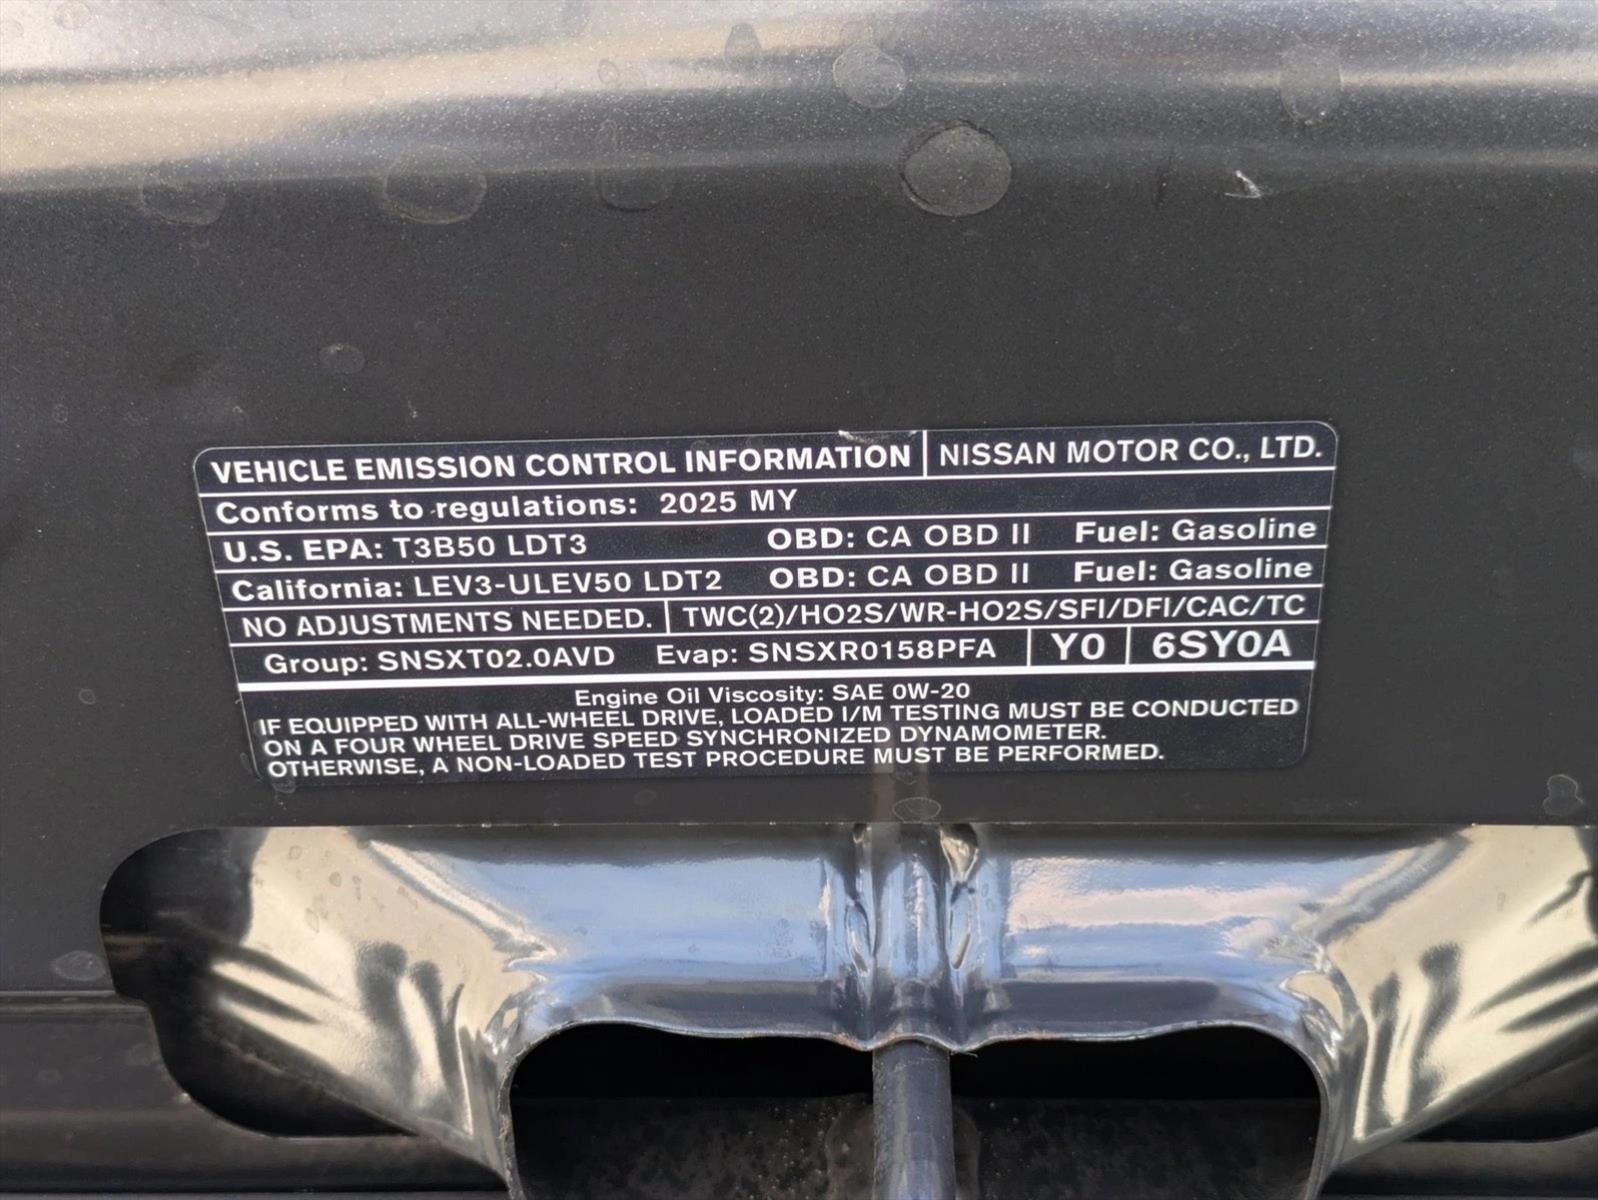 VEHICLE EMISSION CONTROL INFORMATION NISSAN MOTOR CO., LTD.
Conforms to regulations: 2025 MY
U.S. EPA: T3B50 LDT3 OBD: CA OBD II Fuel: Gasoline
California: LEV3-ULEV50 LDT2 OBD: CA OBD II Fuel: Gasoline
NO ADJUSTMENTS NEEDED. TWC(2)/HO2S/WR-HO2S/SFI/DFI/CAC/TC
Group: SNSXT02.0AVD Evap: SNSXR0158PFA Y0 6SY0A
Engine Oil Viscosity: SAE 0W-20
IF EQUIPPED WITH ALL-WHEEL DRIVE, LOADED I/M TESTING MUST BE CONDUCTED
ON A FOUR WHEEL DRIVE SPEED SYNCHRONIZED DYNAMOMETER.
OTHERWISE, A NON-LOADED TEST PROCEDURE MUST BE PERFORMED.